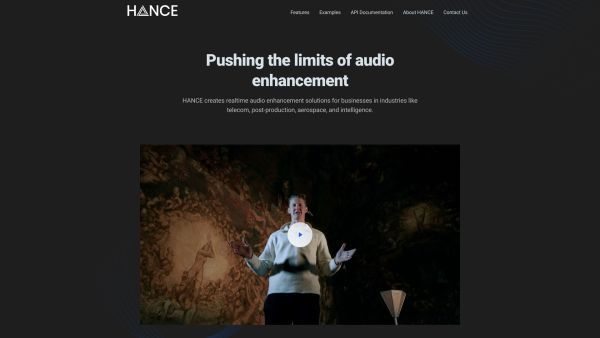 HANCE
Features Examples API Documentation About HANCE Contact Us
Pushing the limits of audio
enhancement
HANCE creates realtime audio enhancement solutions for businesses in industries like
telecom, post-production, aerospace, and intelligence.